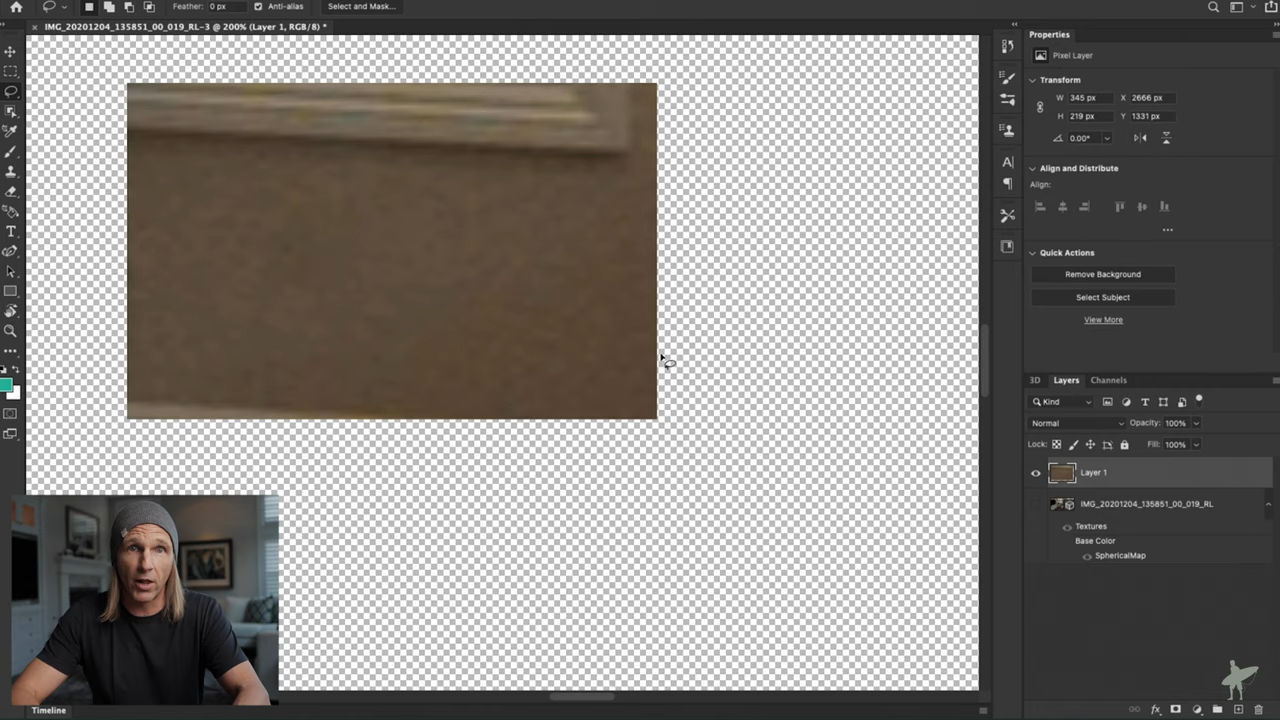 Feather: 0 px Anti-alias Select and Mask...
× IMG_20201204_135851_00_019_RL-3 @ 200% (Layer 1, RGB/8) *
Properties
Pixel Layer
Transform
W 345 px X 2666 px
H 219 px Y 1331 px
0.00°
Align and Distribute
Align:
Quick Actions
Remove Background
Select Subject
View More
3D Layers Channels
Kind
Normal Opacity: 100%
Lock: Fill: 100%
Layer 1
IMG_20201204_135851_00_019_RL
Textures
Base Color
SphericalMap
Timeline